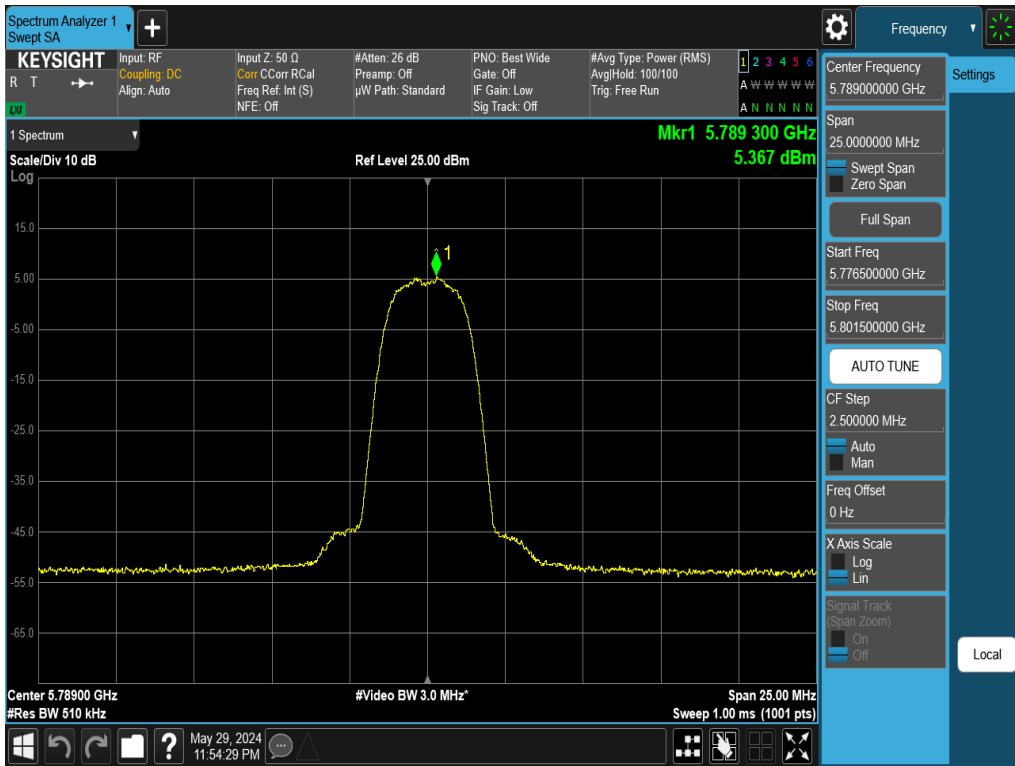 Spectrum Analyzer 1
Swept SA
Frequency
KEYSIGHT
R T
LXI
Input: RF
Coupling: DC
Align: Auto
Input Z: 50 Ω
Corr CCorr RCal
Freq Ref: Int (S)
NFE: Off
#Atten: 26 dB
Preamp: Off
µW Path: Standard
PNO: Best Wide
Gate: Off
IF Gain: Low
Sig Track: Off
#Avg Type: Power (RMS)
Avg|Hold: 100/100
Trig: Free Run
1 2 3 4 5 6
A W W W W W
A N N N N N
1 Spectrum
Scale/Div 10 dB
Log
Ref Level 25.00 dBm
Mkr1 5.789 300 GHz
5.367 dBm
1
15.0
5.00
-5.00
-15.0
-25.0
-35.0
-45.0
-55.0
-65.0
Center 5.78900 GHz
#Res BW 510 kHz
#Video BW 3.0 MHz*
Span 25.00 MHz
Sweep 1.00 ms (1001 pts)
Center Frequency
5.789000000 GHz
Span
25.0000000 MHz
Swept Span
Zero Span
Full Span
Start Freq
5.776500000 GHz
Stop Freq
5.801500000 GHz
AUTO TUNE
CF Step
2.500000 MHz
Auto
Man
Freq Offset
0 Hz
X Axis Scale
Log
Lin
Signal Track
(Span Zoom)
On
Off
Settings
Local
?
May 29, 2024
11:54:29 PM